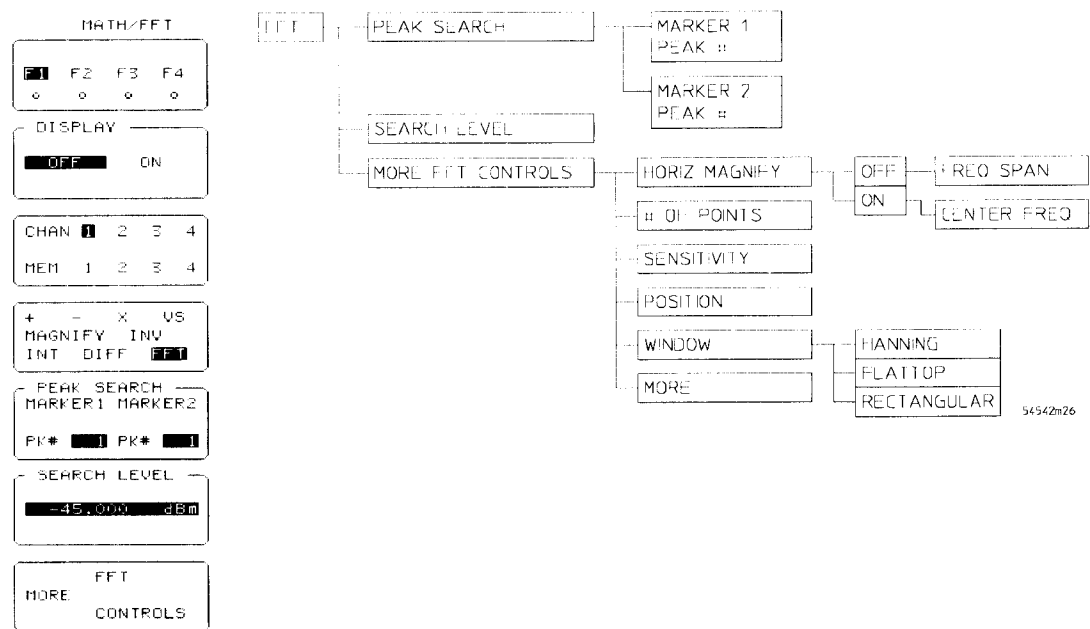 MATH/FFT
F1 F2 F3 F4
DISPLAY
OFF ON
CHAN 1 2 3 4
MEM 1 2 3 4
+ - × VS
MAGNIFY INV
INT DIFF FFT
PEAK SEARCH
MARKER1 MARKER2
PK# 1 PK# 1
SEARCH LEVEL
-45.000 dBm
FFT
MORE
CONTROLS
FFT
PEAK SEARCH
MARKER 1
PEAK #
MARKER 2
PEAK #
SEARCH LEVEL
MORE FFT CONTROLS
HORIZ MAGNIFY
OFF
FREQ SPAN
ON
CENTER FREQ
# OF POINTS
SENSITIVITY
POSITION
WINDOW
HANNING
FLATTOP
RECTANGULAR
MORE
54542m26